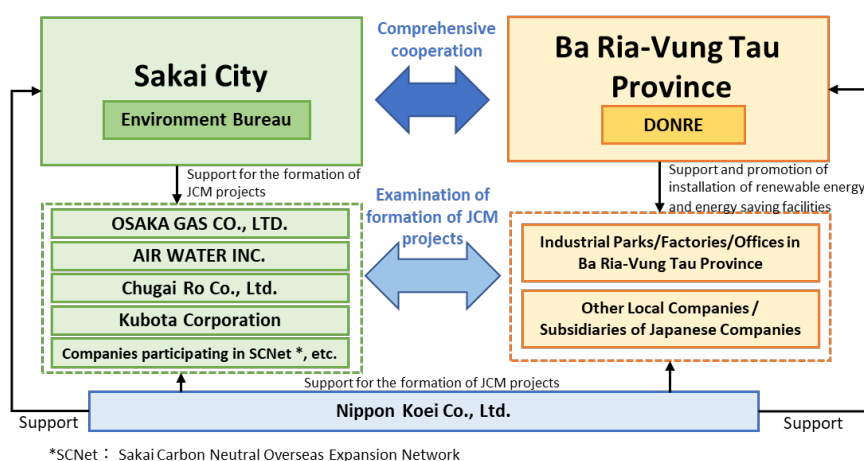 Comprehensive
cooperation
Sakai City
Environment Bureau
Ba Ria-Vung Tau
Province
DONRE
Support for the formation of
JCM projects
Support and promotion of
installation of renewable energy
and energy saving facilities
Examination of
formation of JCM
projects
OSAKA GAS CO., LTD.
AIR WATER INC.
Chugai Ro Co., Ltd.
Kubota Corporation
Companies participating in SCNet *, etc.
Industrial Parks/Factories/Offices in
Ba Ria-Vung Tau Province
Other Local Companies /
Subsidiaries of Japanese Companies
Support for the formation of JCM projects
Nippon Koei Co., Ltd.
Support
Support
*SCNet： Sakai Carbon Neutral Overseas Expansion Network